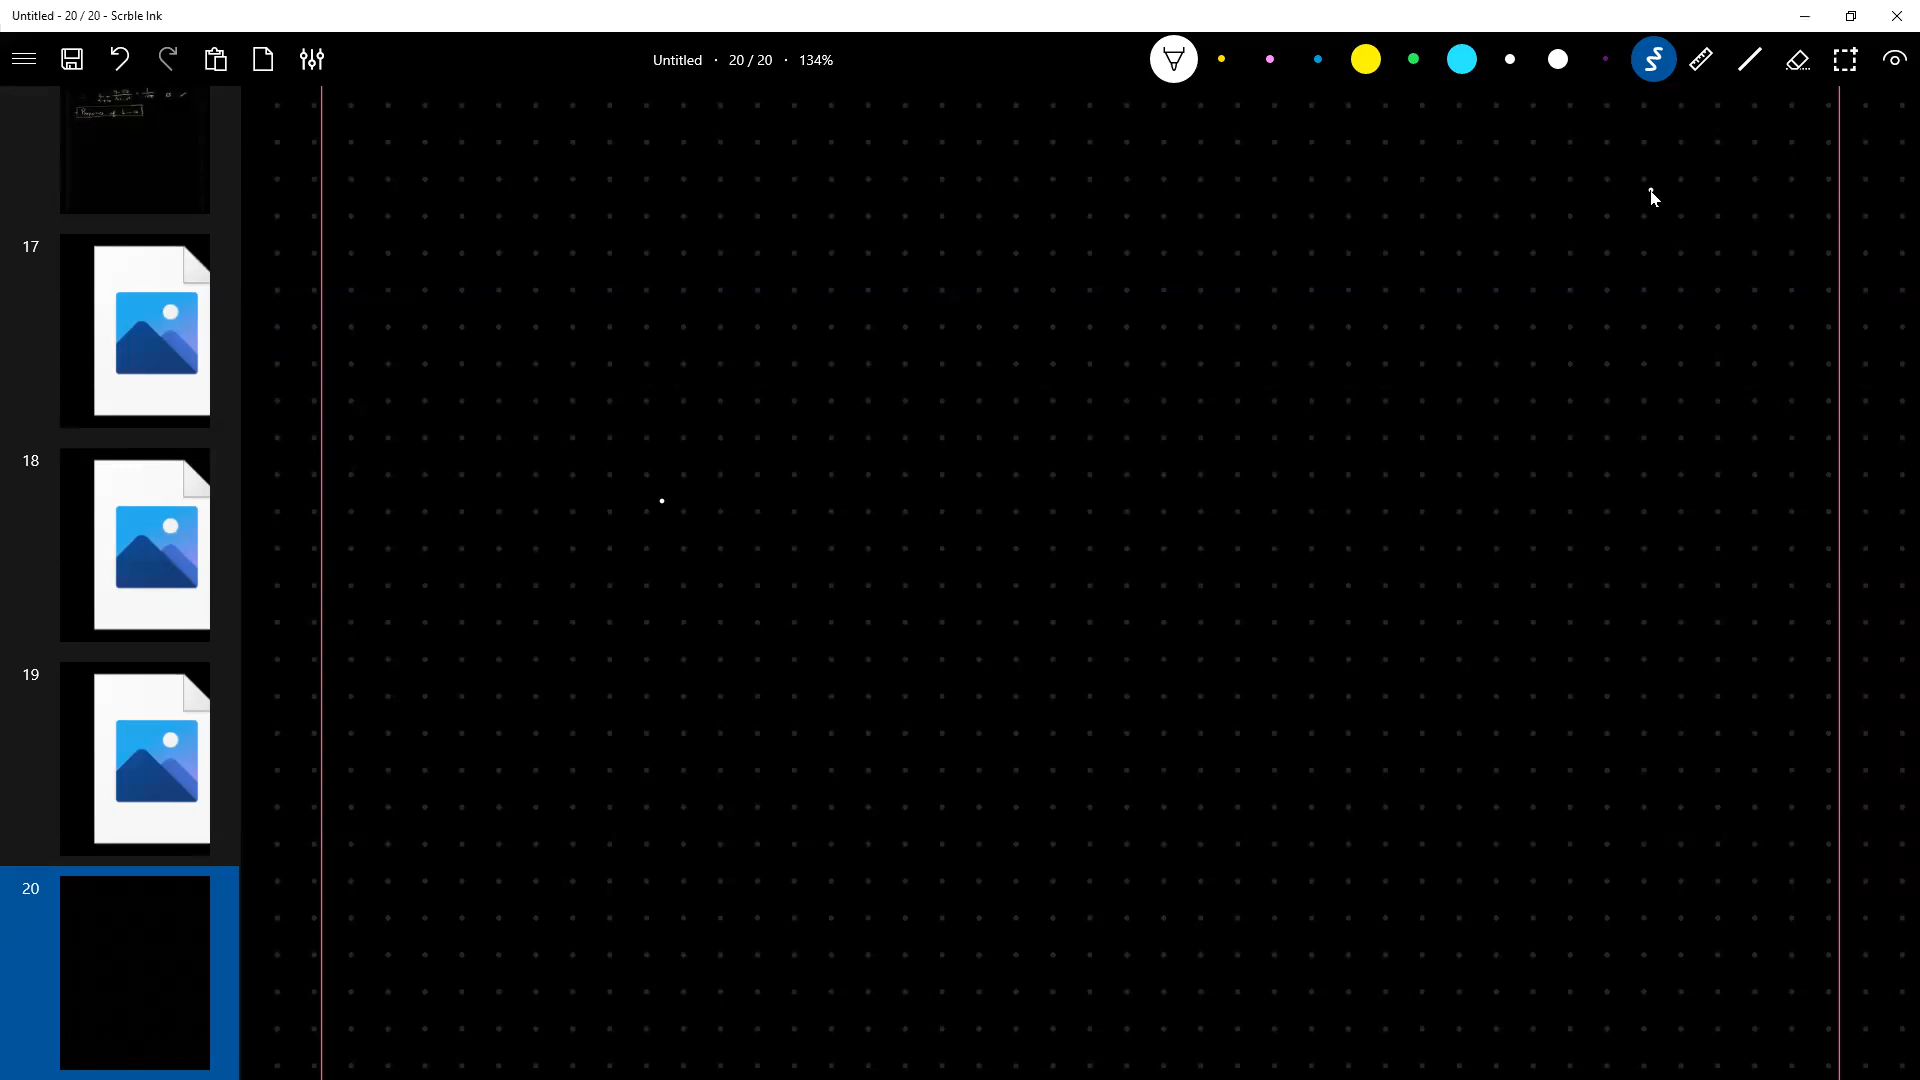 Untitled - 20 / 20 - Scrble Ink
Untitled · 20 / 20 · 134%
17
18
19
20